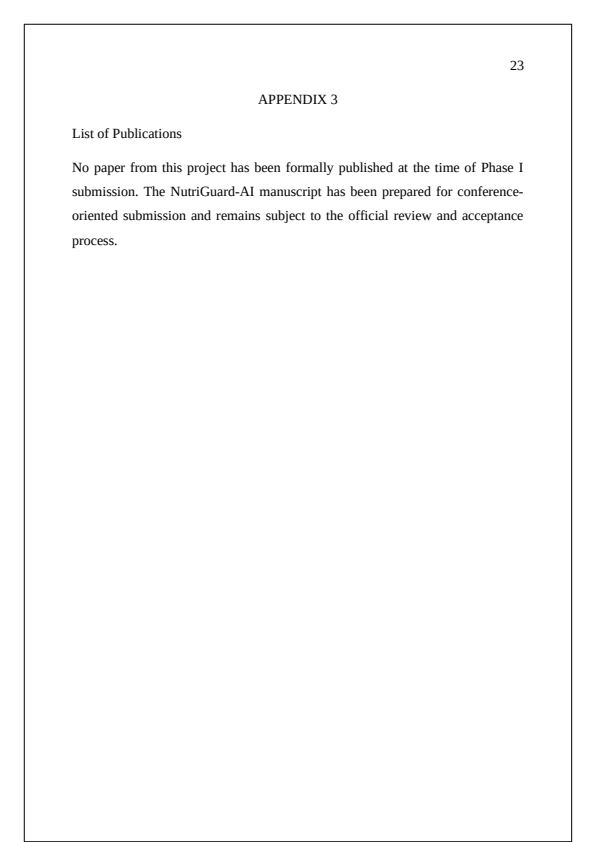 23
APPENDIX 3
List of Publications
No paper from this project has been formally published at the time of Phase I
submission. The NutriGuard-AI manuscript has been prepared for conference-
oriented submission and remains subject to the official review and acceptance
process.